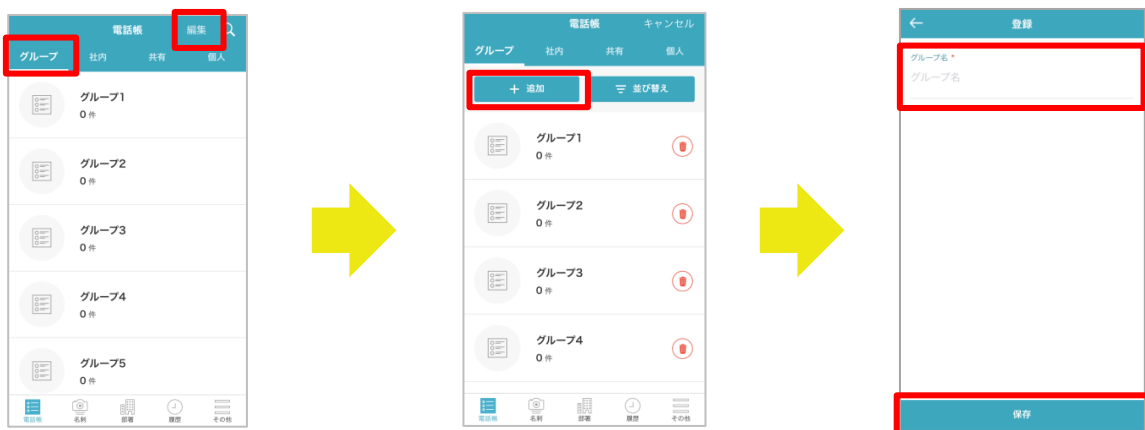 電話帳 編集
グループ 社内 共有 個人
グループ1
0 件
グループ2
0 件
グループ3
0 件
グループ4
0 件
グループ5
0 件
電話帳 名刺 部署 履歴 その他
電話帳 キャンセル
グループ 社内 共有 個人
+ 追加 並び替え
グループ1
0 件
グループ2
0 件
グループ3
0 件
グループ4
0 件
電話帳 名刺 部署 履歴 その他
← 登録
グループ名 *
グループ名
保存